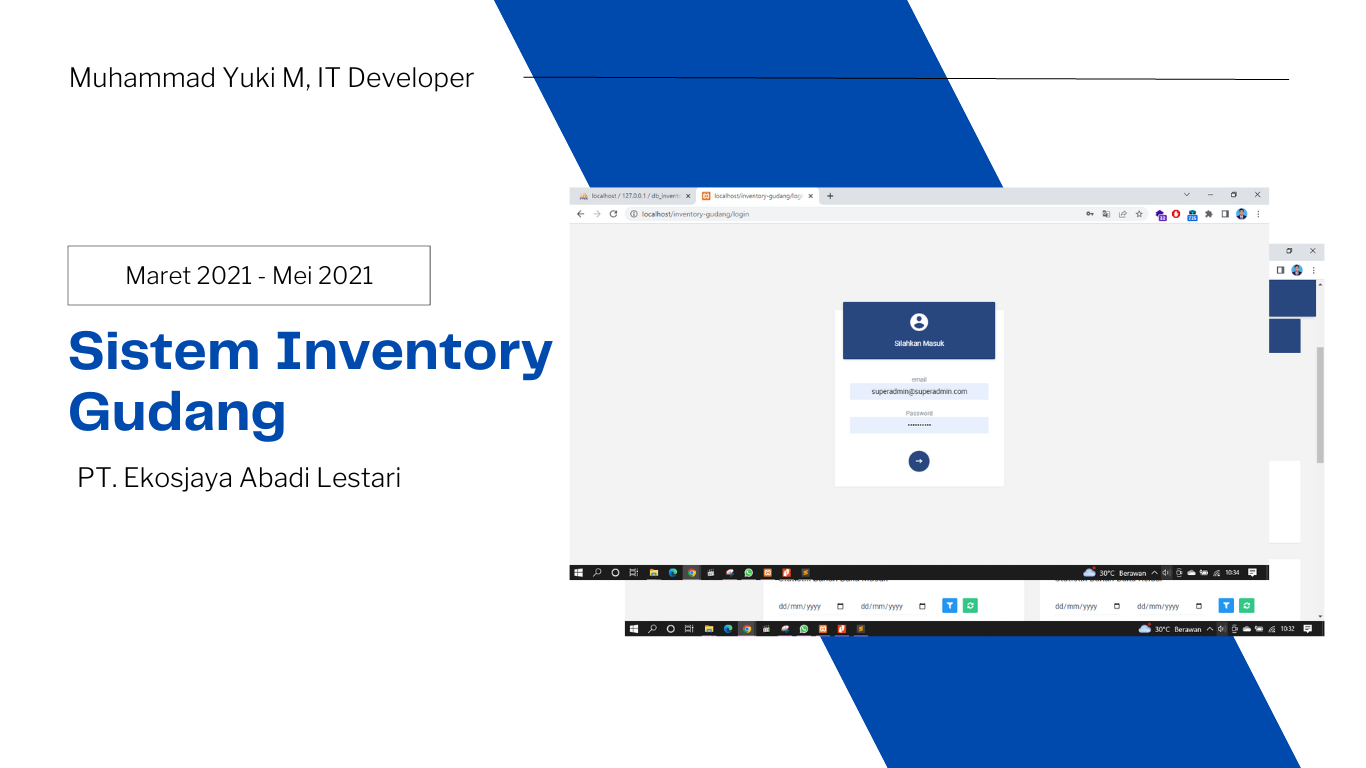 Muhammad Yuki M, IT Developer
Maret 2021 - Mei 2021
Sistem Inventory
Gudang
PT. Ekosjaya Abadi Lestari
localhost / 127.0.0.1 / db_invent
localhost/inventory-gudang/log
localhost/inventory-gudang/login
Silahkan Masuk
email
superadmin@superadmin.com
Password
30°C Berawan
10:34
dd/mm/yyyy
dd/mm/yyyy
dd/mm/yyyy
dd/mm/yyyy
30°C Berawan
10:32